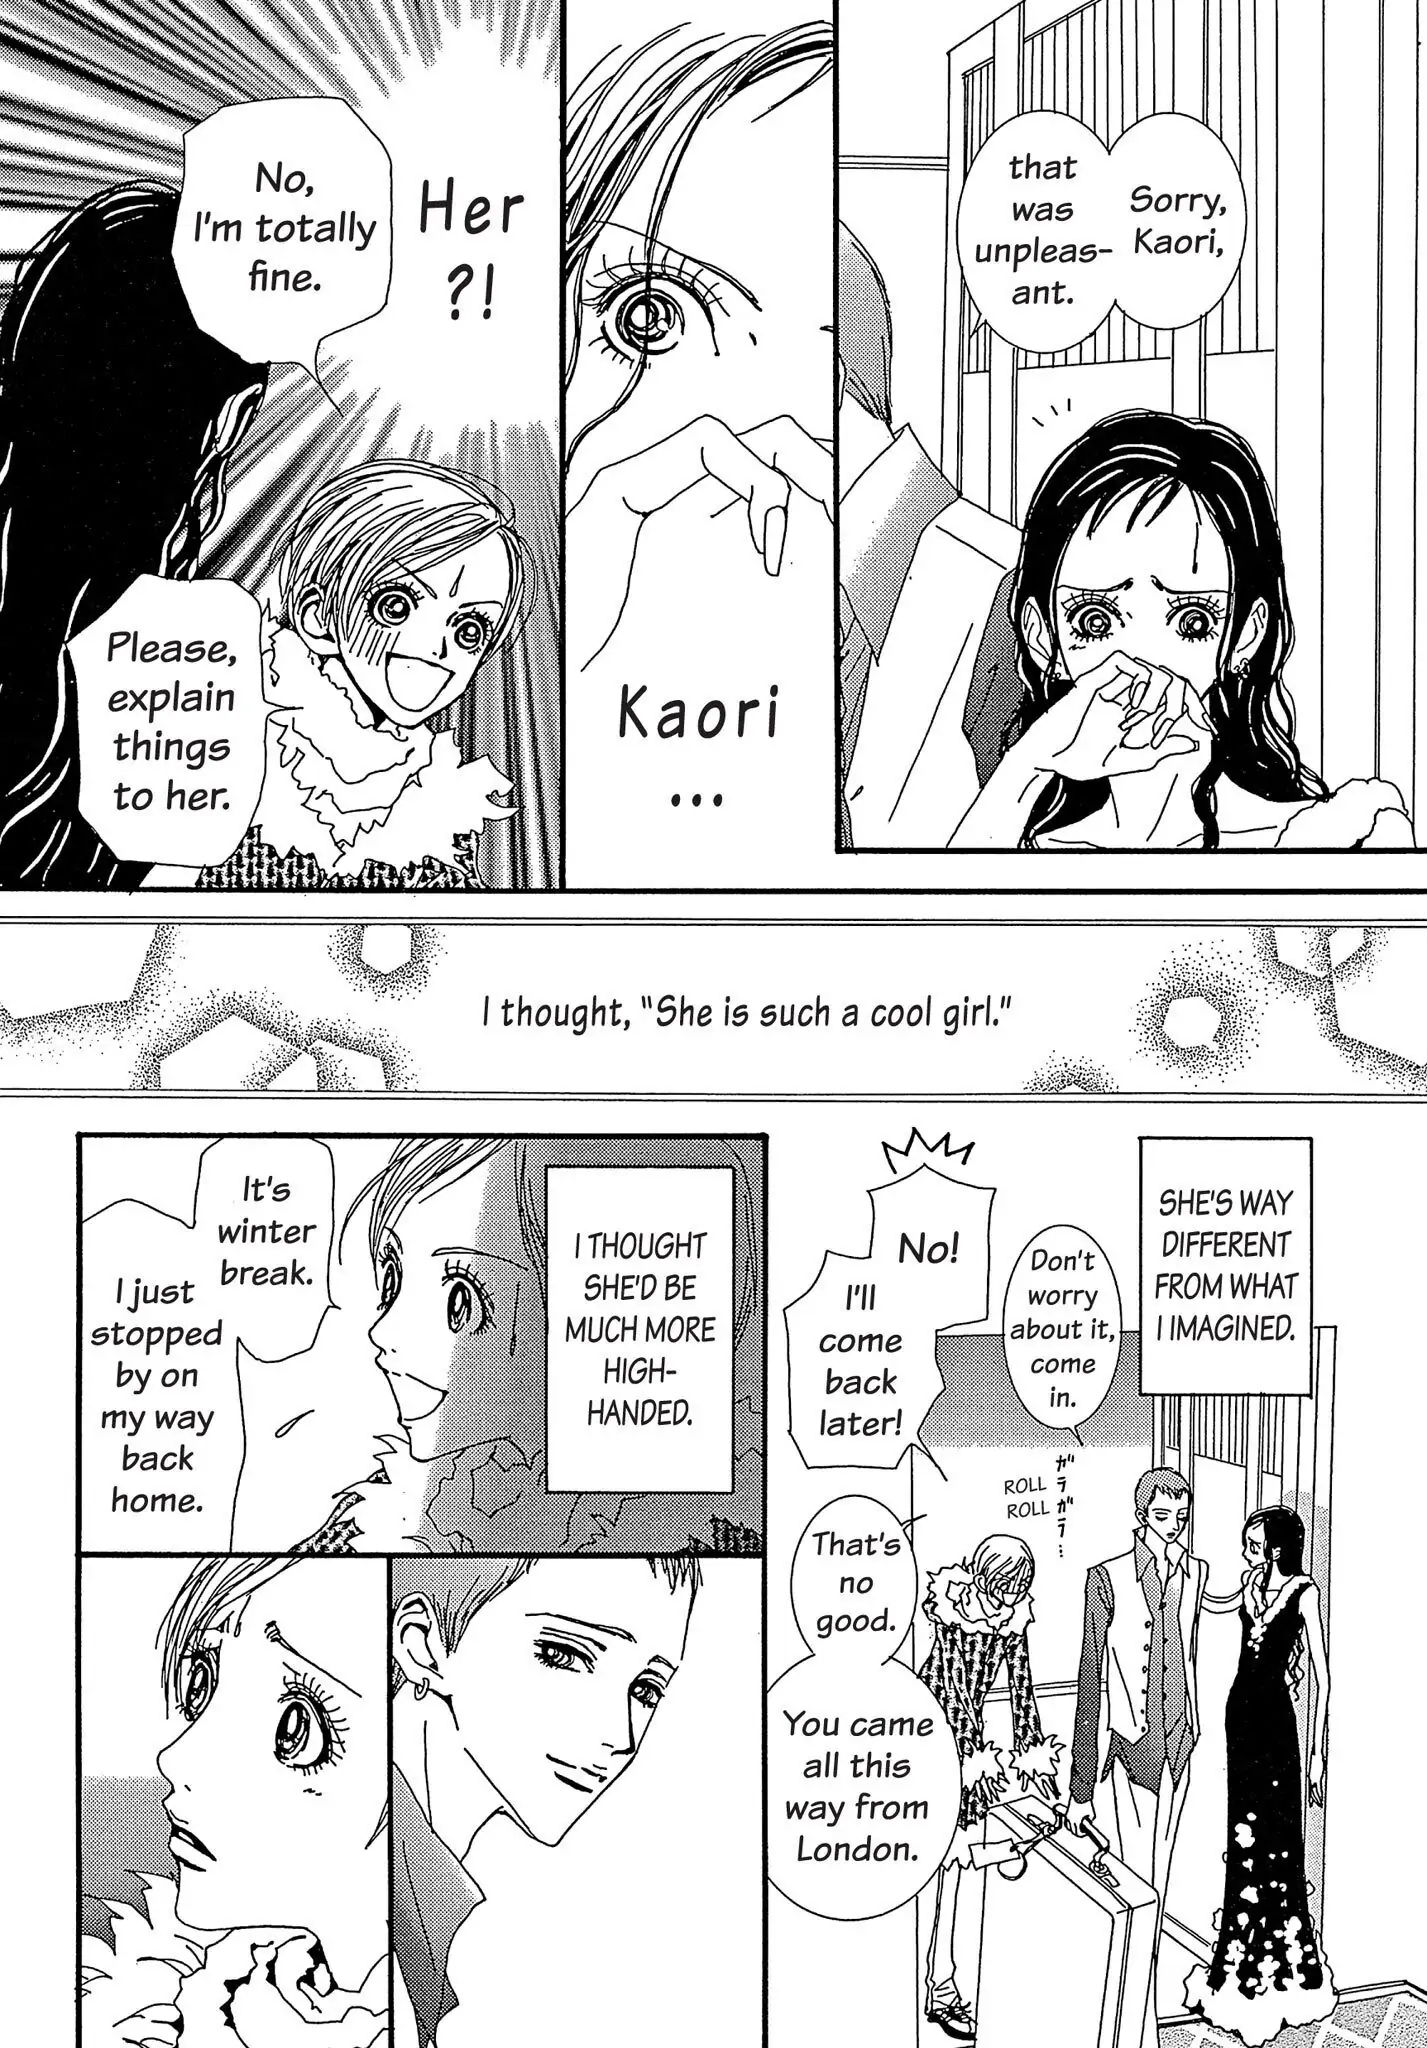 Sorry,
Kaori,
that
was
unpleas-
ant.
Kaori
...
Her
?!
No,
I'm totally
fine.
Please,
explain
things
to her.
I thought, "She is such a cool girl."
SHE'S WAY
DIFFERENT
FROM WHAT
I IMAGINED.
Don't
worry
about it,
come
in.
No!
I'll
come
back
later!
ガラガラ…
ROLL
ROLL
That's
no
good.
You came
all this
way from
London.
I THOUGHT
SHE'D BE
MUCH MORE
HIGH-
HANDED.
It's
winter
break.
I just
stopped
by on
my way
back
home.